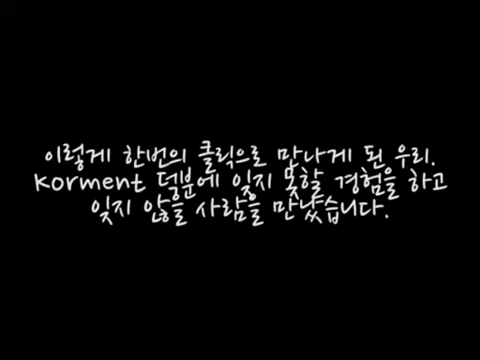 이렇게 한번의 클릭으로 만나게 된 우리.
Korment 덕분에 잊지 못할 경험을 하고
잊지 않을 사람을 만났습니다.